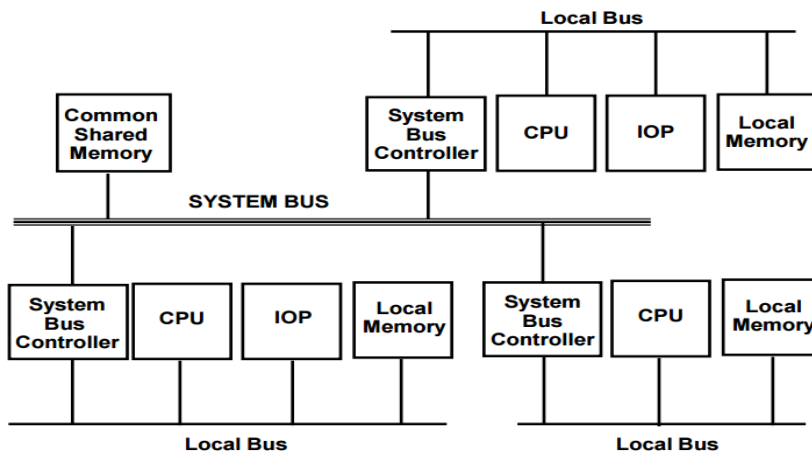 Local Bus
Common
Shared
Memory
System
Bus
Controller
CPU
IOP
Local
Memory
SYSTEM BUS
System
Bus
Controller
CPU
IOP
Local
Memory
System
Bus
Controller
CPU
Local
Memory
Local Bus
Local Bus